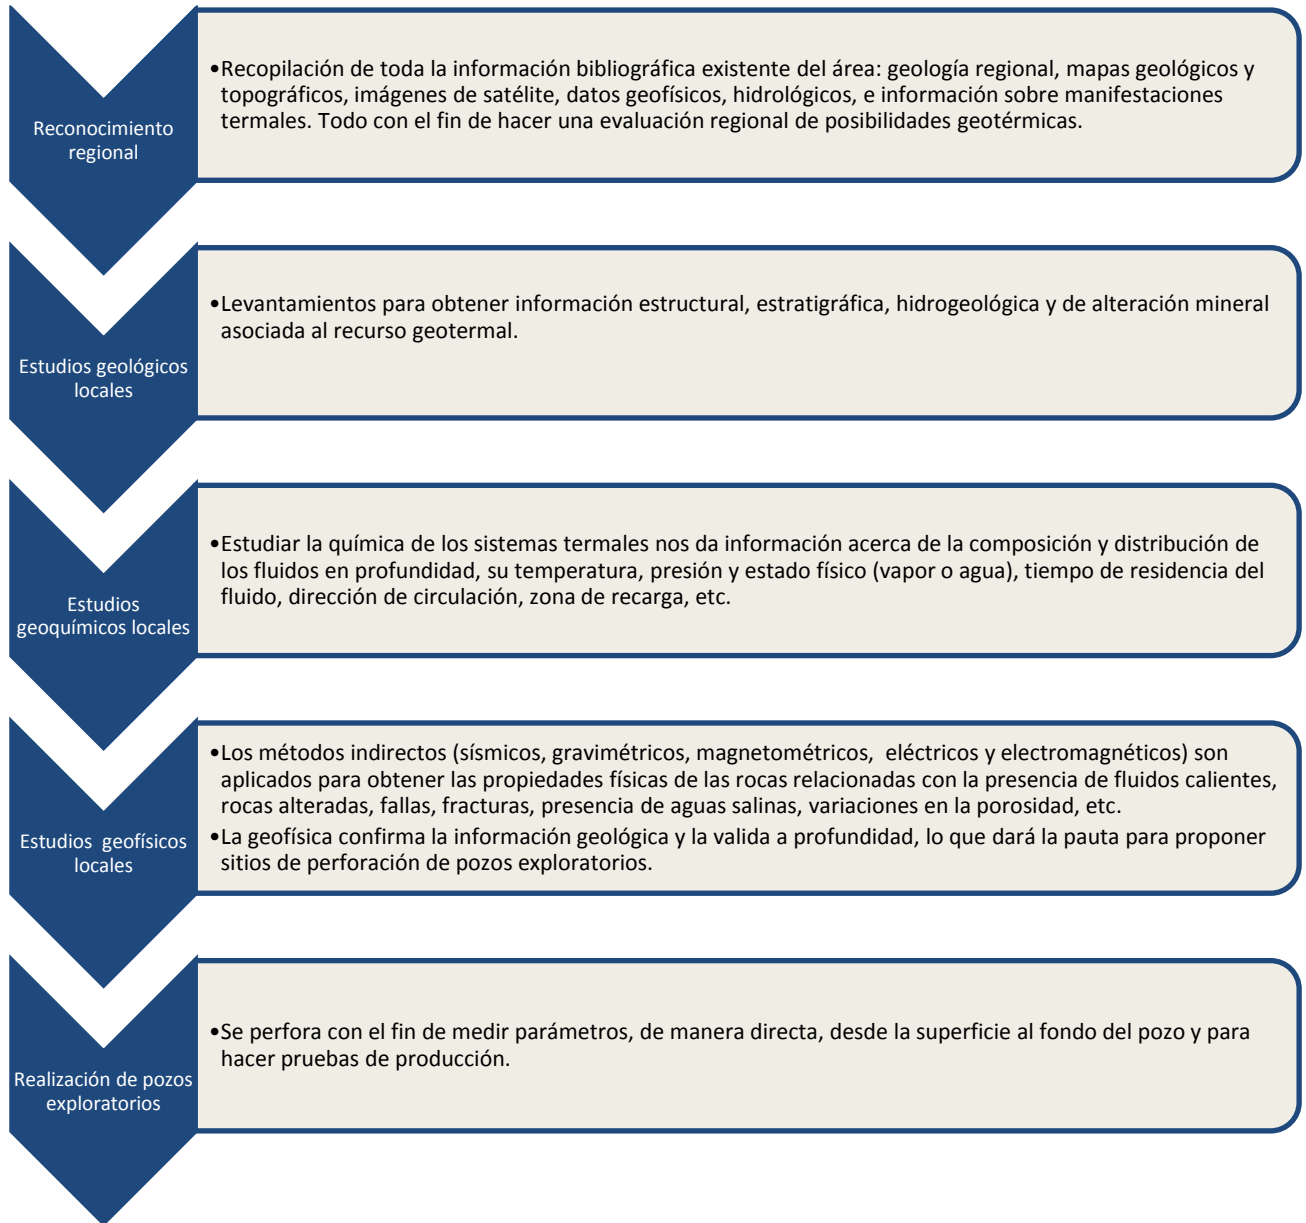 Reconocimiento
regional
•Recopilación de toda la información bibliográfica existente del área: geología regional, mapas geológicos y
topográficos, imágenes de satélite, datos geofísicos, hidrológicos, e información sobre manifestaciones
termales. Todo con el fin de hacer una evaluación regional de posibilidades geotérmicas.
Estudios geológicos
locales
•Levantamientos para obtener información estructural, estratigráfica, hidrogeológica y de alteración mineral
asociada al recurso geotermal.
Estudios
geoquímicos locales
•Estudiar la química de los sistemas termales nos da información acerca de la composición y distribución de
los fluidos en profundidad, su temperatura, presión y estado físico (vapor o agua), tiempo de residencia del
fluido, dirección de circulación, zona de recarga, etc.
Estudios geofísicos
locales
•Los métodos indirectos (sísmicos, gravimétricos, magnetométricos, eléctricos y electromagnéticos) son
aplicados para obtener las propiedades físicas de las rocas relacionadas con la presencia de fluidos calientes,
rocas alteradas, fallas, fracturas, presencia de aguas salinas, variaciones en la porosidad, etc.
•La geofísica confirma la información geológica y la valida a profundidad, lo que dará la pauta para proponer
sitios de perforación de pozos exploratorios.
Realización de pozos
exploratorios
•Se perfora con el fin de medir parámetros, de manera directa, desde la superficie al fondo del pozo y para
hacer pruebas de producción.